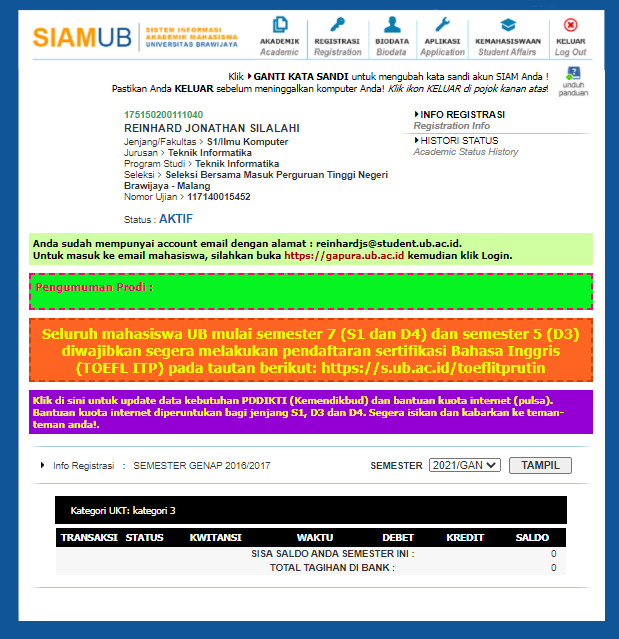 SIAMUB
SISTEM INFORMASI
AKADEMIK MAHASISWA
UNIVERSITAS BRAWIJAYA
AKADEMIK
Academic
REGISTRASI
Registration
BIODATA
Biodata
APLIKASI
Application
KEMAHASISWAAN
Student Affairs
KELUAR
Log Out
Klik GANTI KATA SANDI untuk mengubah kata sandi akun SIAM Anda !
Pastikan Anda KELUAR sebelum meninggalkan komputer Anda! Klik ikon KELUAR di pojok kanan atas!
unduh
panduan
175150200111040
REINHARD JONATHAN SILALAHI
Jenjang/Fakultas > S1/Ilmu Komputer
Jurusan > Teknik Informatika
Program Studi > Teknik Informatika
Seleksi > Seleksi Bersama Masuk Perguruan Tinggi Negeri
Brawijaya - Malang
Nomor Ujian > 117140015452
Status : AKTIF
INFO REGISTRASI
Registration Info
HISTORI STATUS
Academic Status History
Anda sudah mempunyai account email dengan alamat : reinhardjs@student.ub.ac.id.
Untuk masuk ke email mahasiswa, silahkan buka https://gapura.ub.ac.id kemudian klik Login.
Pengumuman Prodi :
Seluruh mahasiswa UB mulai semester 7 (S1 dan D4) dan semester 5 (D3)
diwajibkan segera melakukan pendaftaran sertifikasi Bahasa Inggris
(TOEFL ITP) pada tautan berikut: https://s.ub.ac.id/toeflitprutin
Klik di sini untuk update data kebutuhan PDDIKTI (Kemendikbud) dan bantuan kuota internet (pulsa).
Bantuan kuota internet diperuntukan bagi jenjang S1, D3 dan D4. Segera isikan dan kabarkan ke teman-
teman anda!.
Info Registrasi : SEMESTER GENAP 2016/2017
SEMESTER 2021/GAN TAMPIL
Kategori UKT: kategori 3
TRANSAKSI STATUS KWITANSI WAKTU DEBET KREDIT SALDO
SISA SALDO ANDA SEMESTER INI : 0
TOTAL TAGIHAN DI BANK : 0